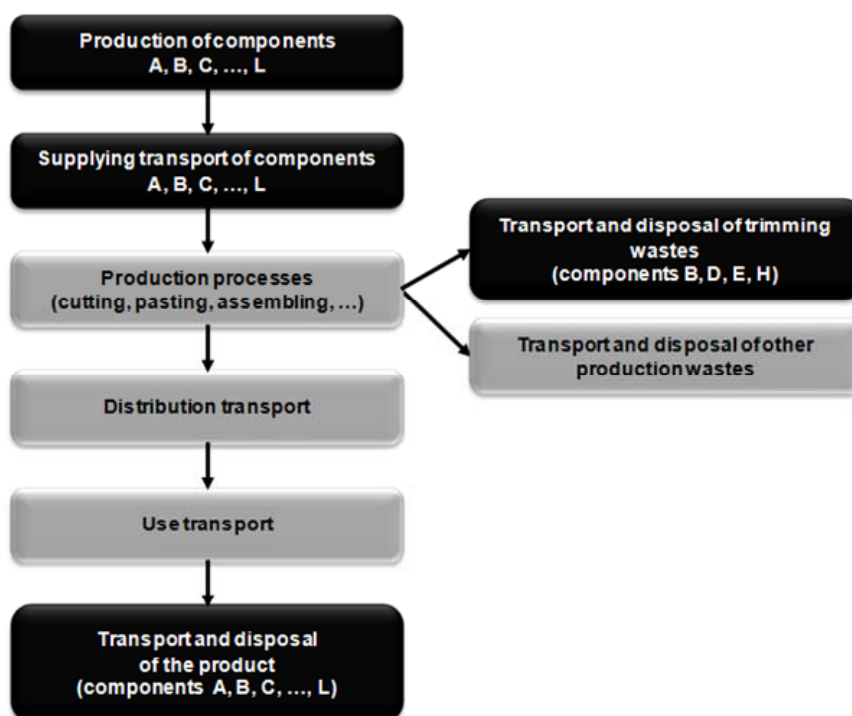 Production of components
A, B, C, ..., L
Supplying transport of components
A, B, C, ..., L
Production processes
(cutting, pasting, assembling, ...)
Transport and disposal of trimming
wastes
(components B, D, E, H)
Transport and disposal of other
production wastes
Distribution transport
Use transport
Transport and disposal
of the product
(components A, B, C, ..., L)